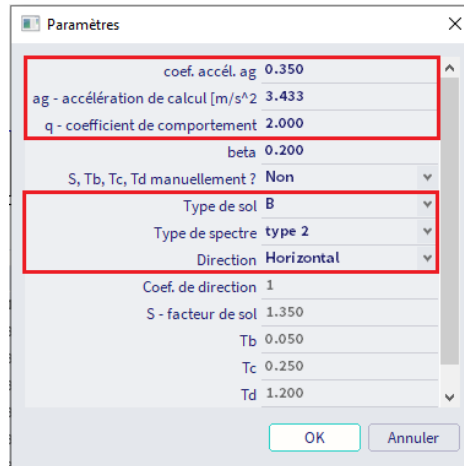 Paramètres
coef. accél. ag 0.350
ag - accélération de calcul [m/s^2 3.433
q - coefficient de comportement 2.000
beta 0.200
S, Tb, Tc, Td manuellement ? Non
Type de sol B
Type de spectre type 2
Direction Horizontal
Coef. de direction 1
S - facteur de sol 1.350
Tb 0.050
Tc 0.250
Td 1.200
OK Annuler